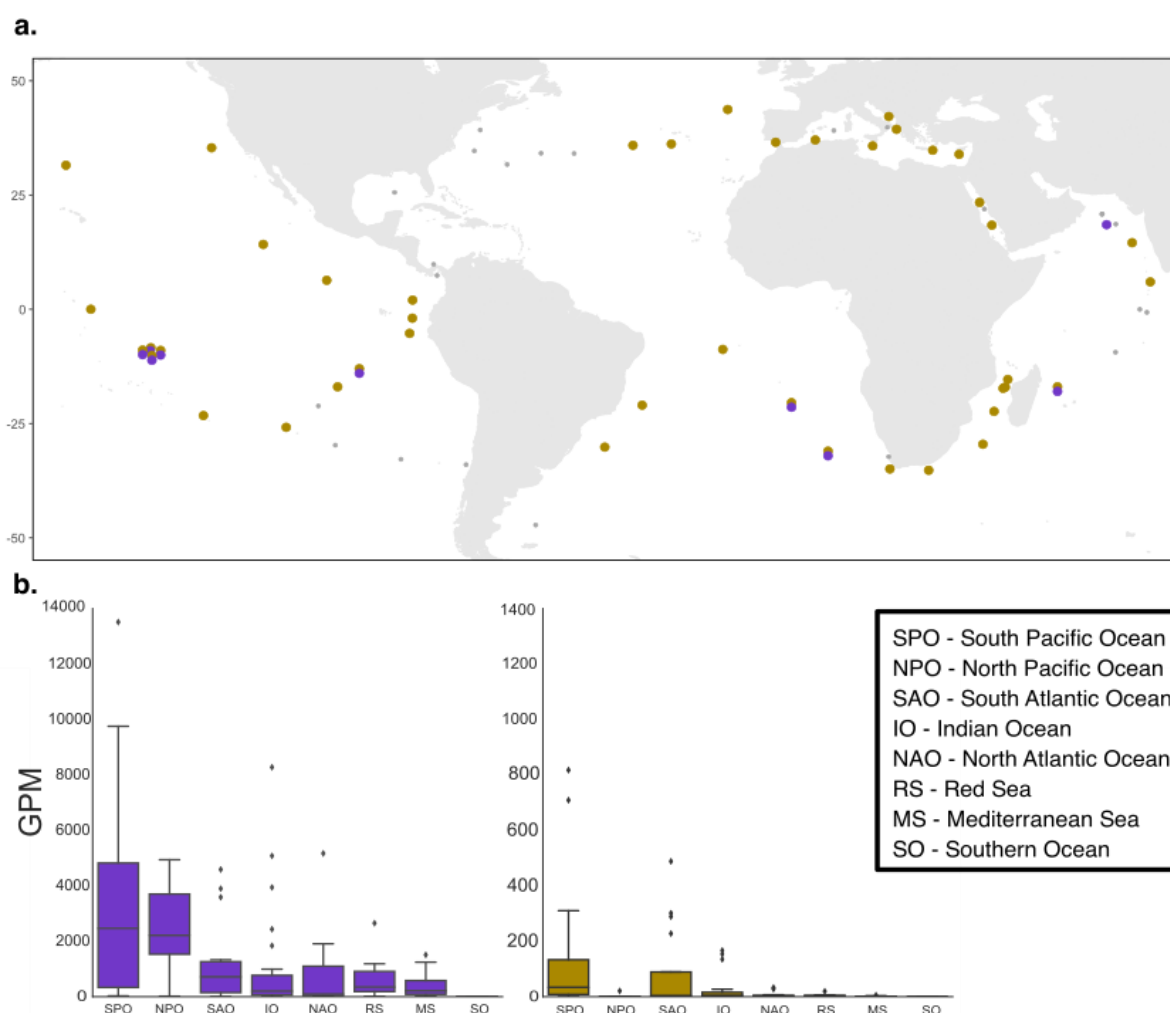 a.
50
25
0
-25
-50
b.
14000
12000
10000
8000
6000
4000
2000
0
GPM
SPO NPO SAO IO NAO RS MS SO
1400
1200
1000
800
600
400
200
0
SPO NPO SAO IO NAO RS MS SO
SPO - South Pacific Ocean
NPO - North Pacific Ocean
SAO - South Atlantic Ocean
IO - Indian Ocean
NAO - North Atlantic Ocean
RS - Red Sea
MS - Mediterranean Sea
SO - Southern Ocean